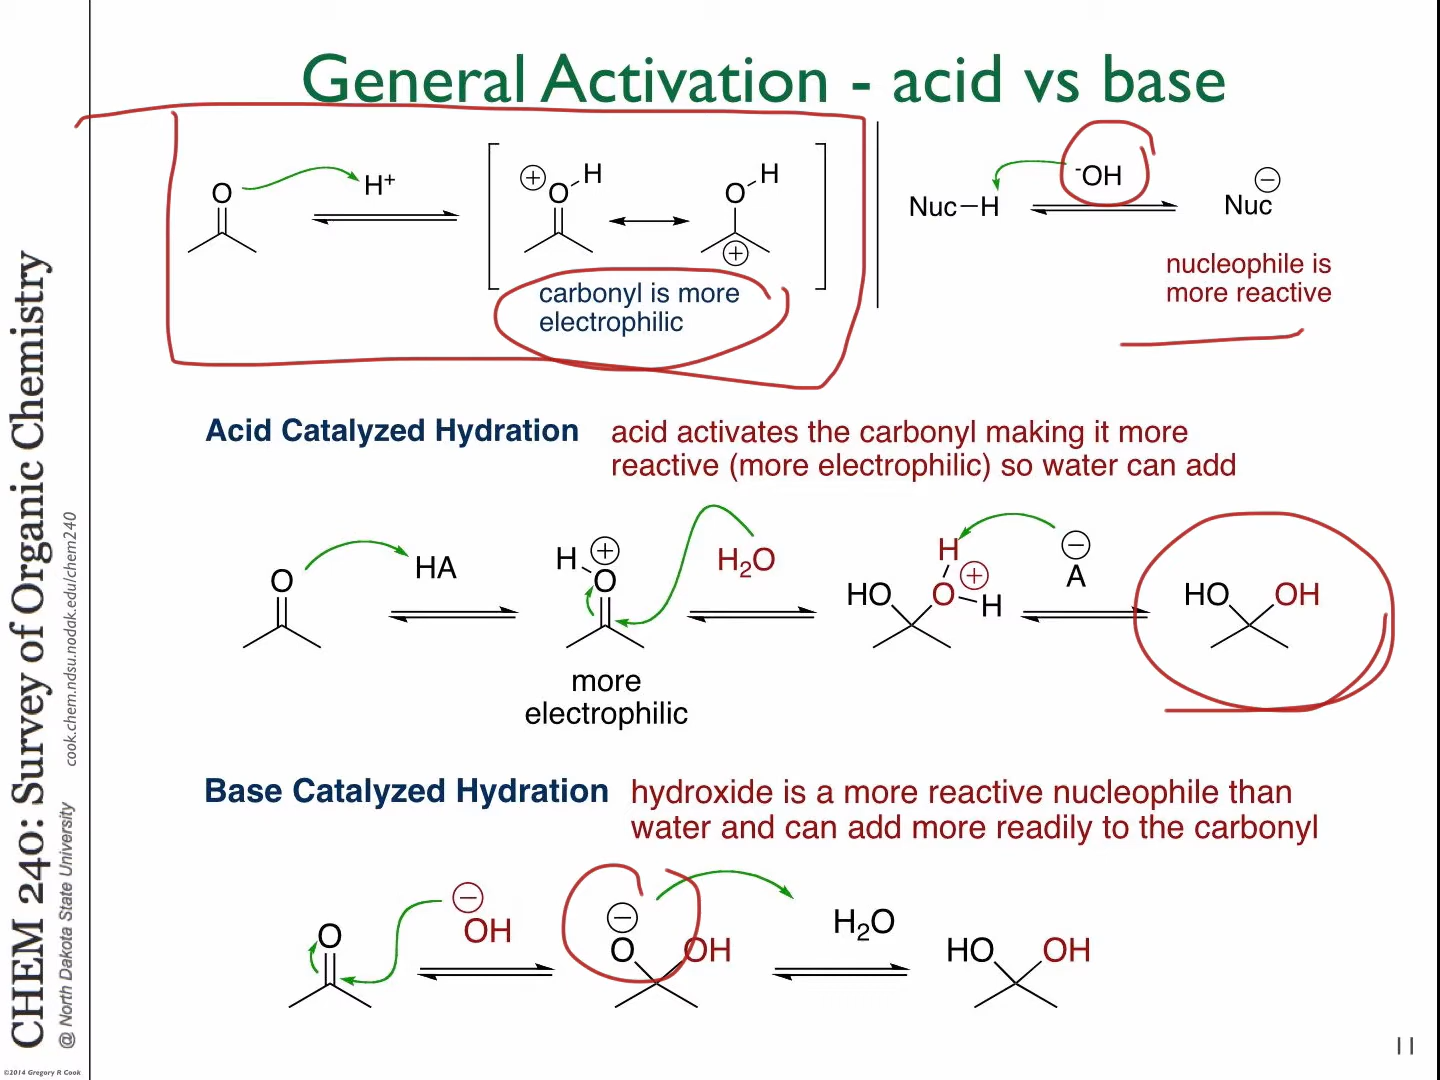 General Activation - acid vs base
O
H+
⊕
O
H
O
H
⊕
carbonyl is more
electrophilic
Nuc–H
-OH
⊖
Nuc
nucleophile is
more reactive
Acid Catalyzed Hydration
acid activates the carbonyl making it more
reactive (more electrophilic) so water can add
O
HA
H ⊕
O
more
electrophilic
H2O
H
HO
O
⊕
H
⊖
A
HO
OH
Base Catalyzed Hydration
hydroxide is a more reactive nucleophile than
water and can add more readily to the carbonyl
O
⊖
OH
⊖
O
OH
H2O
HO
OH
11
CHEM 240: Survey of Organic Chemistry
@ North Dakota State University
cook.chem.ndsu.nodak.edu/chem240
©2014 Gregory R Cook